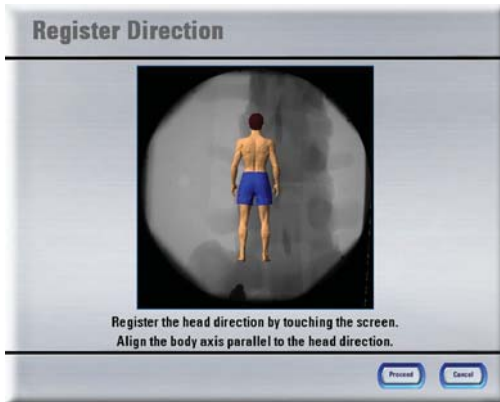 Register Direction
Register the head direction by touching the screen.
Align the body axis parallel to the head direction.
Proceed
Cancel